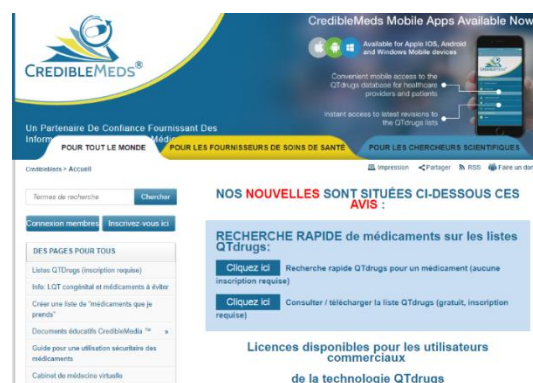 CredibleMeds Mobile Apps Available Now
Available for Apple IOS, Android
and Windows Mobile devices
Convenient mobile access to the
QTdrugs database for healthcare
providers and patients
Instant access to latest revisions to
the QTdrugs lists
CREDIBLEMEDS®
Un Partenaire De Confiance Fournissant Des
POUR TOUT LE MONDE
POUR LES FOURNISSEURS DE SOINS DE SANTÉ
POUR LES CHERCHEURS SCIENTIFIQUES
CredibleMeds > Accueil
Impression Partager RSS Faire un don
Termes de recherche Chercher
Connexion membres Inscrivez-vous ici
DES PAGES POUR TOUS
Listes QTDrugs (inscription requise)
Info. LQT congénital et médicaments à éviter
Créer une liste de "médicaments que je
prends"
Documents éducatifs CredibleMedia ™
Guide pour une utilisation sécuritaire des
médicaments
Cabinet de médecine virtuelle
NOS NOUVELLES SONT SITUÉES CI-DESSOUS CES
AVIS :
RECHERCHE RAPIDE de médicaments sur les listes
QTdrugs:
Cliquez ici Recherche rapide QTdrugs pour un médicament (aucune
inscription requise)
Cliquez ici Consulter / télécharger la liste QTdrugs (gratuit, inscription
requise)
Licences disponibles pour les utilisateurs
commerciaux
de la technologie QTdrugs